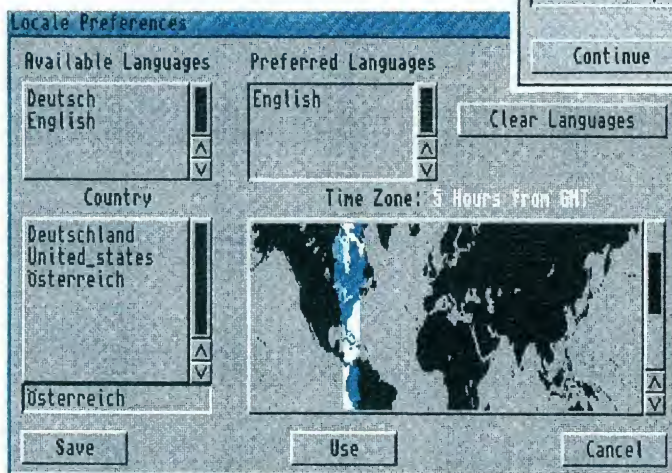 Locale Preferences
Continue
Available Languages
Preferred Languages
Deutsch
English
English
Clear Languages
Country
Time Zone: 5 Hours from GMT
Deutschland
United_states
österreich
österreich
Save
Use
Cancel